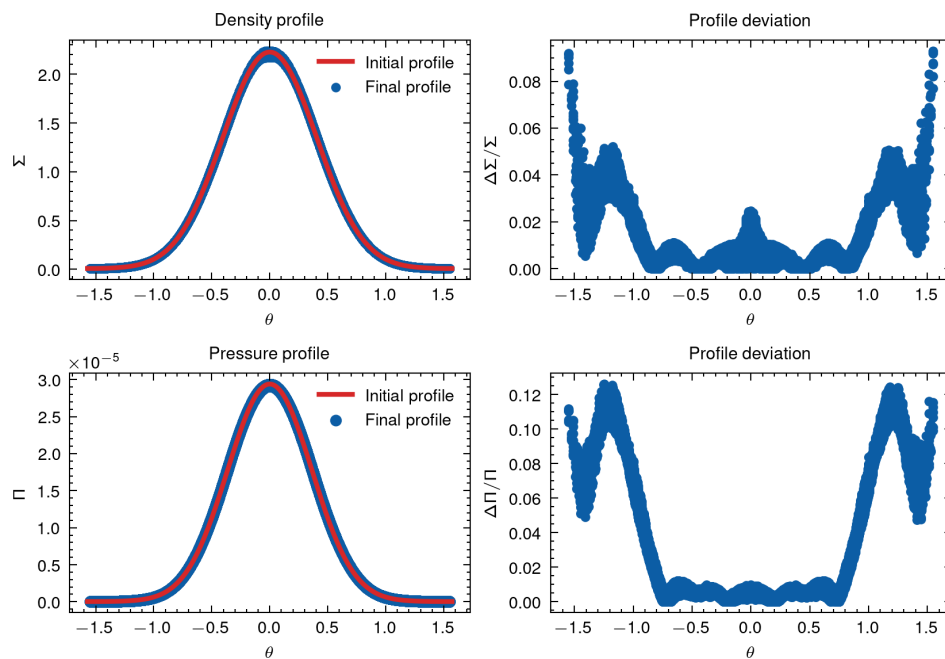 Density profile
2.0
1.5
1.0
0.5
0.0
Σ
Initial profile
Final profile
−1.5 −1.0 −0.5 0.0 0.5 1.0 1.5
θ
Profile deviation
0.08
0.06
0.04
0.02
0.00
ΔΣ/Σ
−1.5 −1.0 −0.5 0.0 0.5 1.0 1.5
θ
Pressure profile
×10⁻⁵
3.0
2.5
2.0
1.5
1.0
0.5
0.0
Π
Initial profile
Final profile
−1.5 −1.0 −0.5 0.0 0.5 1.0 1.5
θ
Profile deviation
0.12
0.10
0.08
0.06
0.04
0.02
0.00
ΔΠ/Π
−1.5 −1.0 −0.5 0.0 0.5 1.0 1.5
θ